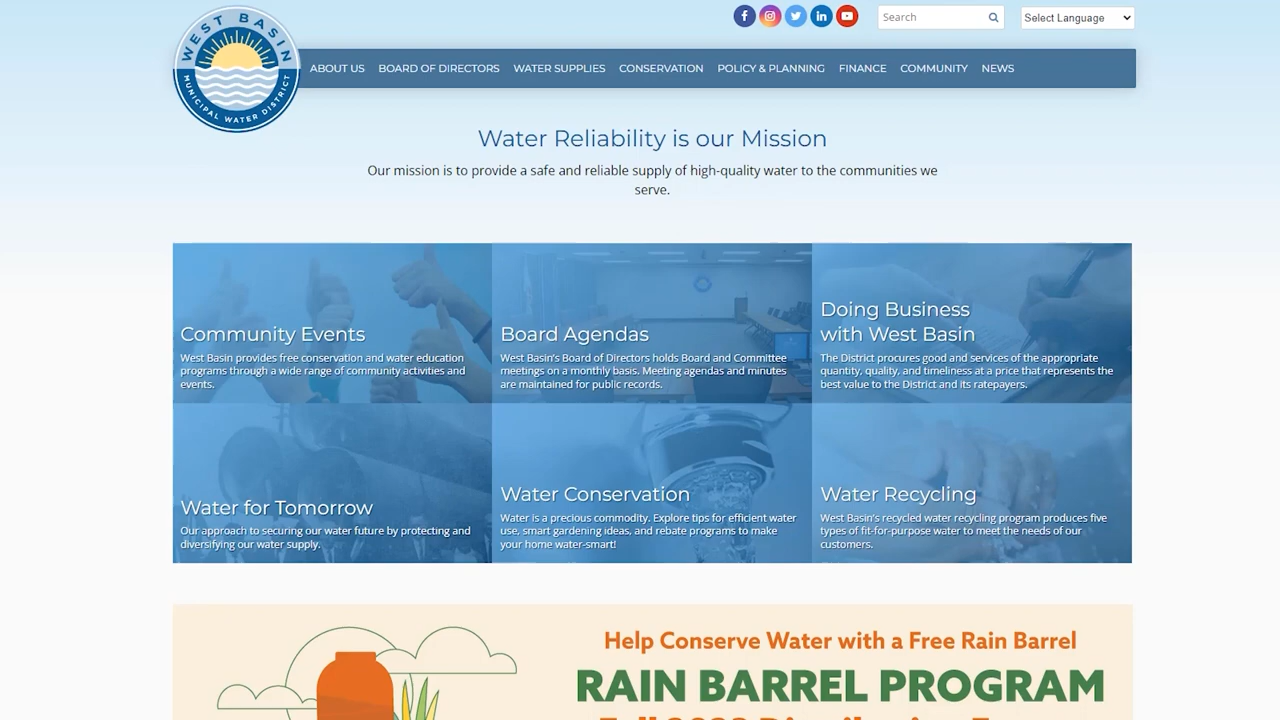 WEST BASIN
MUNICIPAL WATER DISTRICT
Search
Select Language
ABOUT US BOARD OF DIRECTORS WATER SUPPLIES CONSERVATION POLICY & PLANNING FINANCE COMMUNITY NEWS
Water Reliability is our Mission
Our mission is to provide a safe and reliable supply of high-quality water to the communities we
serve.
Community Events
West Basin provides free conservation and water education
programs through a wide range of community activities and
events.
Board Agendas
West Basin's Board of Directors holds Board and Committee
meetings on a monthly basis. Meeting agendas and minutes
are maintained for public records.
Doing Business
with West Basin
The District procures good and services of the appropriate
quantity, quality, and timeliness at a price that represents the
best value to the District and its ratepayers.
Water for Tomorrow
Our approach to securing our water future by protecting and
diversifying our water supply.
Water Conservation
Water is a precious commodity. Explore tips for efficient water
use, smart gardening ideas, and rebate programs to make
your home water-smart!
Water Recycling
West Basin's recycled water recycling program produces five
types of fit-for-purpose water to meet the needs of our
customers.
Help Conserve Water with a Free Rain Barrel
RAIN BARREL PROGRAM